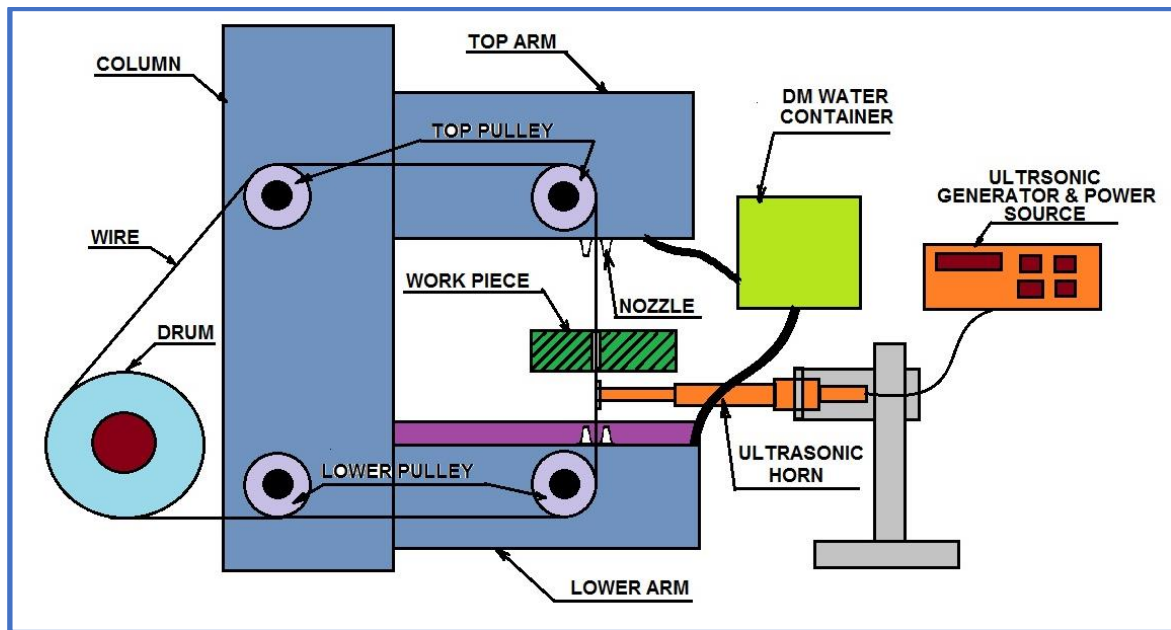 TOP ARM
COLUMN
DM WATER
CONTAINER
TOP PULLEY
ULTRSONIC
GENERATOR & POWER
SOURCE
WIRE
WORK PIECE
NOZZLE
DRUM
LOWER PULLEY
ULTRASONIC
HORN
LOWER ARM